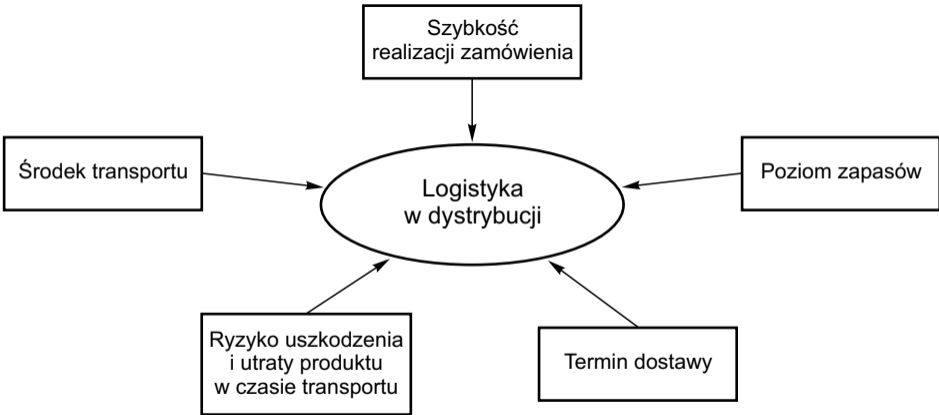 Szybkość
realizacji zamówienia
Środek transportu
Poziom zapasów
Logistyka
w dystrybucji
Ryzyko uszkodzenia
i utraty produktu
w czasie transportu
Termin dostawy